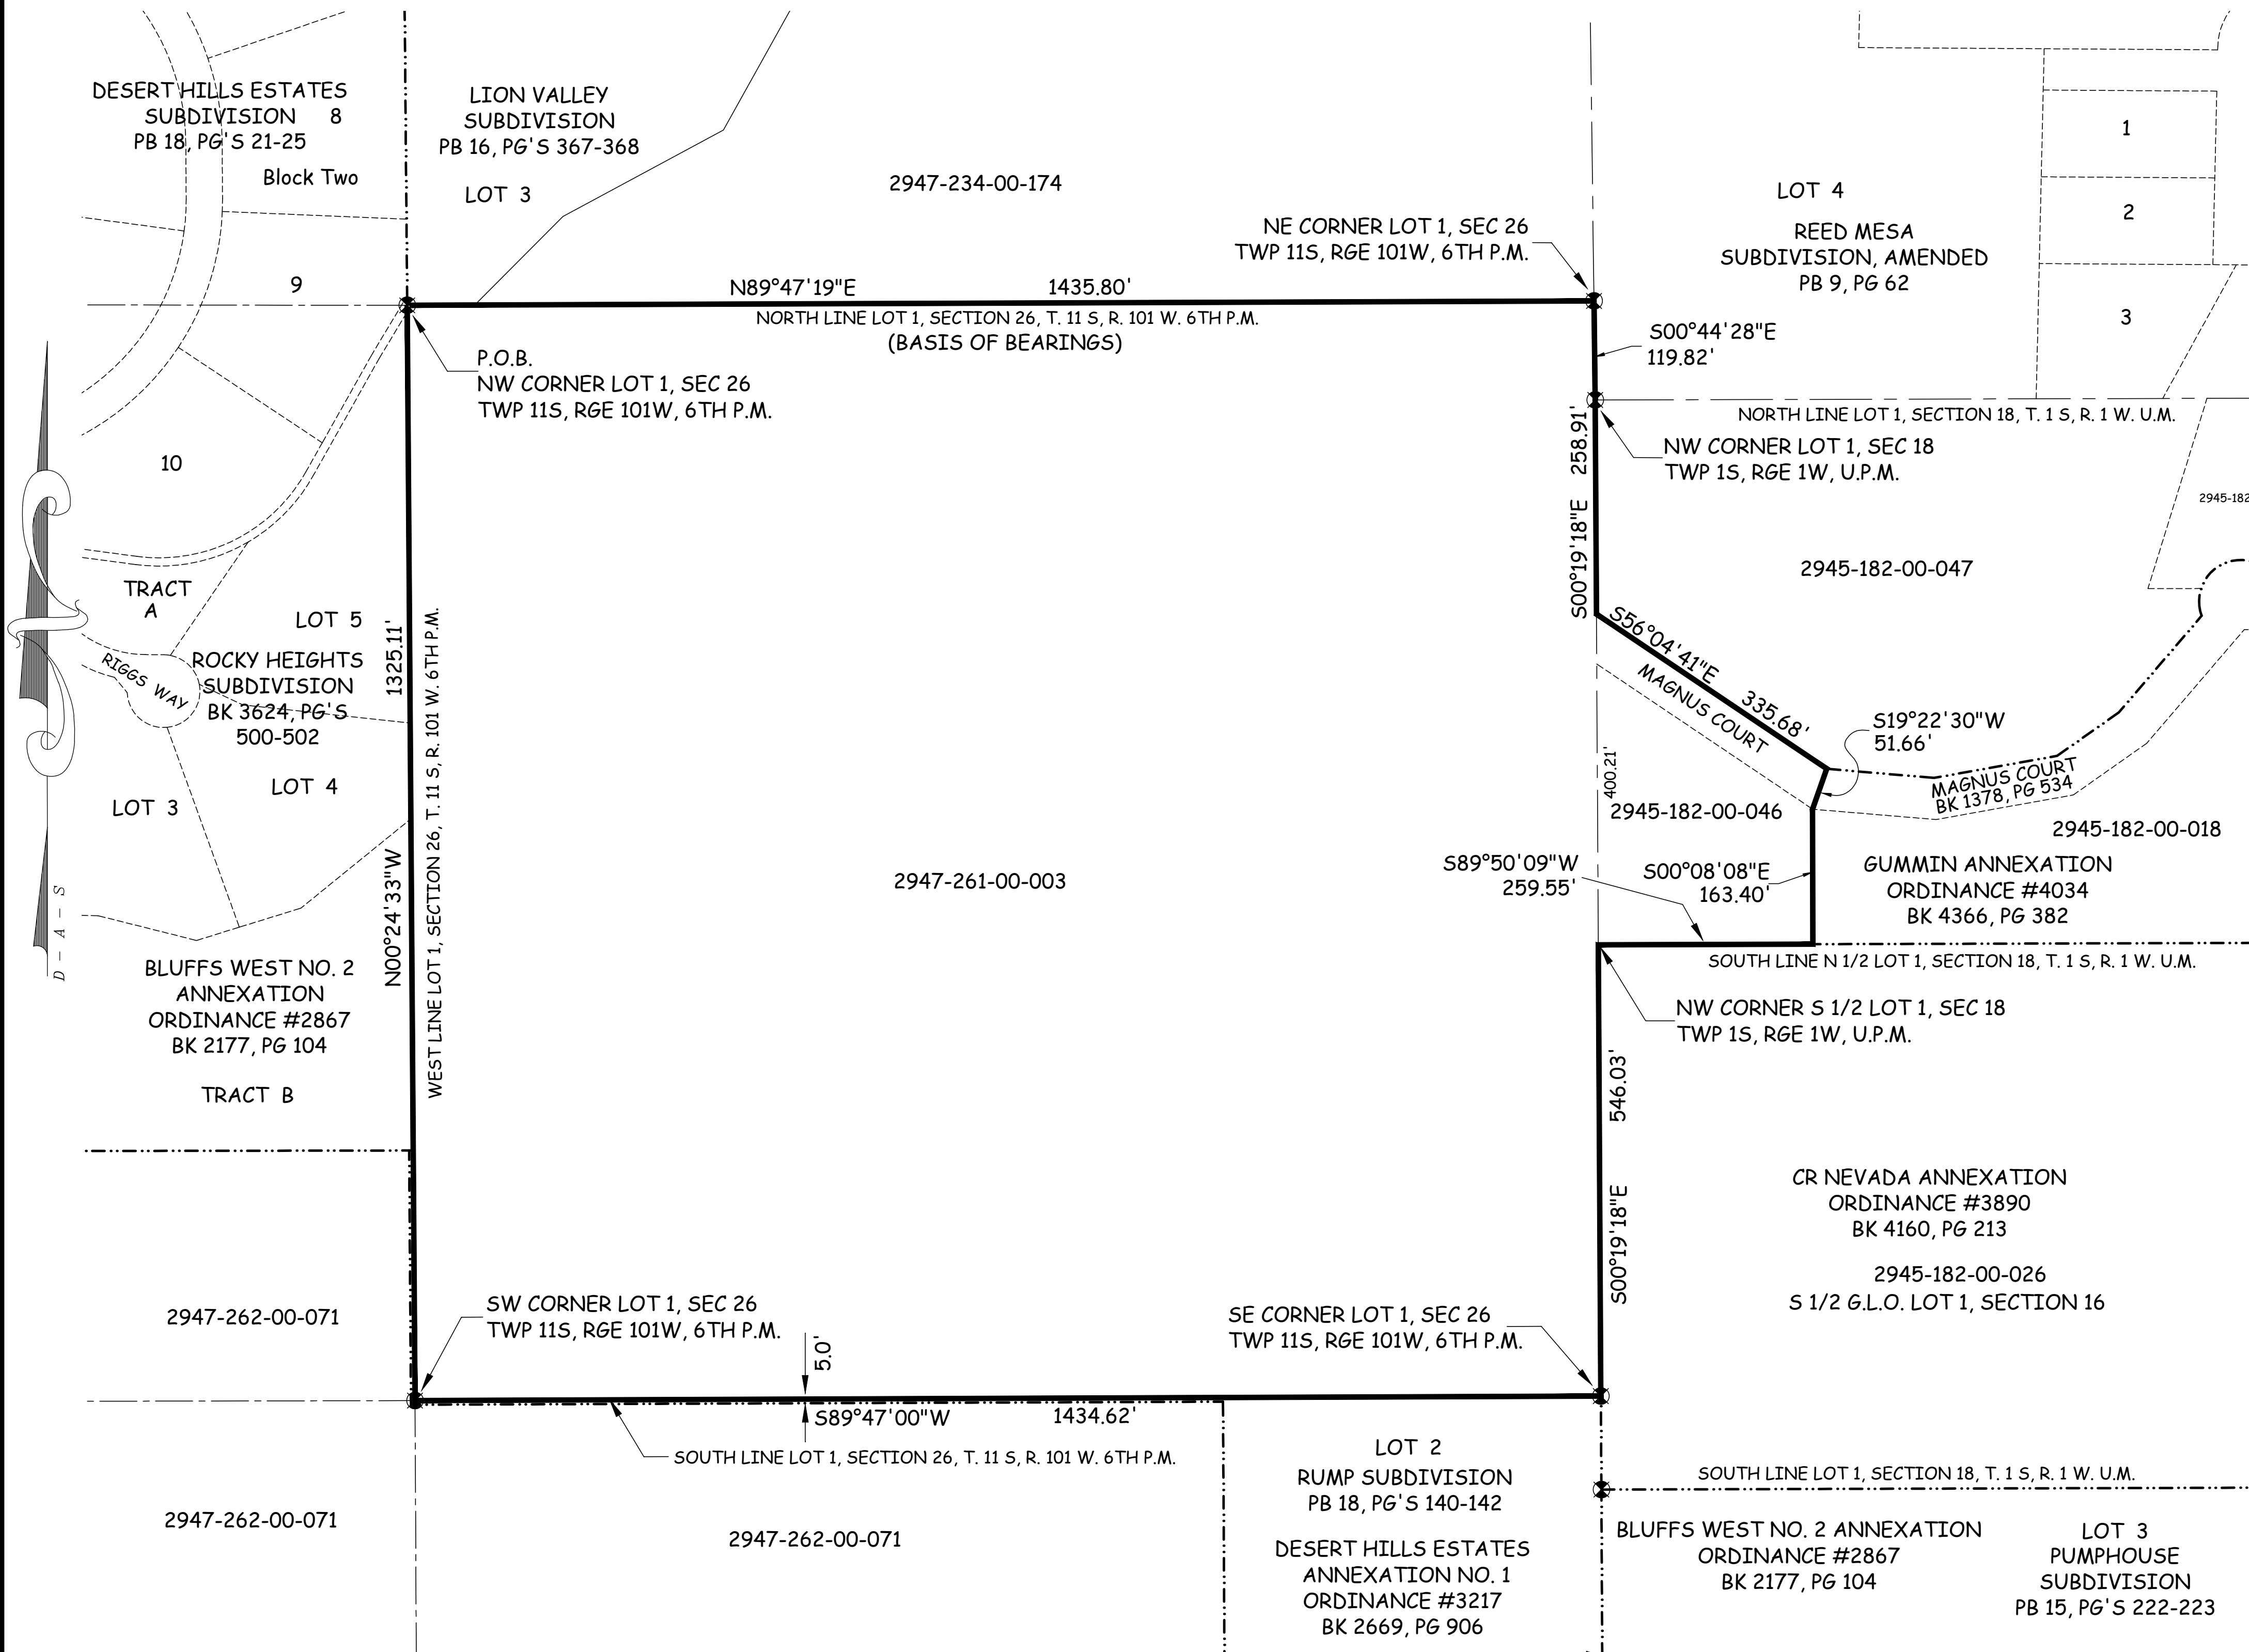 DESERT HILLS ESTATES
SUBDIVISION 8
PB 18, PG'S 21-25
Block Two
9
10
LION VALLEY
SUBDIVISION
PB 16, PG'S 367-368
LOT 3
2947-234-00-174
NE CORNER LOT 1, SEC 26
TWP 11S, RGE 101W, 6TH P.M.
LOT 4
REED MESA
SUBDIVISION, AMENDED
PB 9, PG 62
1
2
3
N89°47'19"E 1435.80'
NORTH LINE LOT 1, SECTION 26, T. 11 S, R. 101 W. 6TH P.M.
(BASIS OF BEARINGS)
P.O.B.
NW CORNER LOT 1, SEC 26
TWP 11S, RGE 101W, 6TH P.M.
S00°44'28"E
119.82'
NORTH LINE LOT 1, SECTION 18, T. 1 S, R. 1 W. U.M.
NW CORNER LOT 1, SEC 18
TWP 1S, RGE 1W, U.P.M.
S00°19'18"E 258.91'
2945-182
2945-182-00-047
TRACT
A
LOT 5
ROCKY HEIGHTS
SUBDIVISION
BK 3624, PG'S
500-502
RIGGS WAY
LOT 4
LOT 3
N00°24'33"W 1325.11'
WEST LINE LOT 1, SECTION 26, T. 11 S, R. 101 W. 6TH P.M.
D-A-S
S56°04'41"E 335.68'
MAGNUS COURT
S19°22'30"W
51.66'
MAGNUS COURT
BK 1378, PG 534
400.21'
2945-182-00-046
2945-182-00-018
2947-261-00-003
S89°50'09"W
259.55'
S00°08'08"E
163.40'
GUMMIN ANNEXATION
ORDINANCE #4034
BK 4366, PG 382
SOUTH LINE N 1/2 LOT 1, SECTION 18, T. 1 S, R. 1 W. U.M.
BLUFFS WEST NO. 2
ANNEXATION
ORDINANCE #2867
BK 2177, PG 104
TRACT B
NW CORNER S 1/2 LOT 1, SEC 18
TWP 1S, RGE 1W, U.P.M.
S00°19'18"E 546.03'
CR NEVADA ANNEXATION
ORDINANCE #3890
BK 4160, PG 213
2945-182-00-026
S 1/2 G.L.O. LOT 1, SECTION 16
2947-262-00-071
SW CORNER LOT 1, SEC 26
TWP 11S, RGE 101W, 6TH P.M.
5.0'
SE CORNER LOT 1, SEC 26
TWP 11S, RGE 101W, 6TH P.M.
S89°47'00"W 1434.62'
SOUTH LINE LOT 1, SECTION 26, T. 11 S, R. 101 W. 6TH P.M.
2947-262-00-071
2947-262-00-071
LOT 2
RUMP SUBDIVISION
PB 18, PG'S 140-142
DESERT HILLS ESTATES
ANNEXATION NO. 1
ORDINANCE #3217
BK 2669, PG 906
SOUTH LINE LOT 1, SECTION 18, T. 1 S, R. 1 W. U.M.
BLUFFS WEST NO. 2 ANNEXATION
ORDINANCE #2867
BK 2177, PG 104
LOT 3
PUMPHOUSE
SUBDIVISION
PB 15, PG'S 222-223